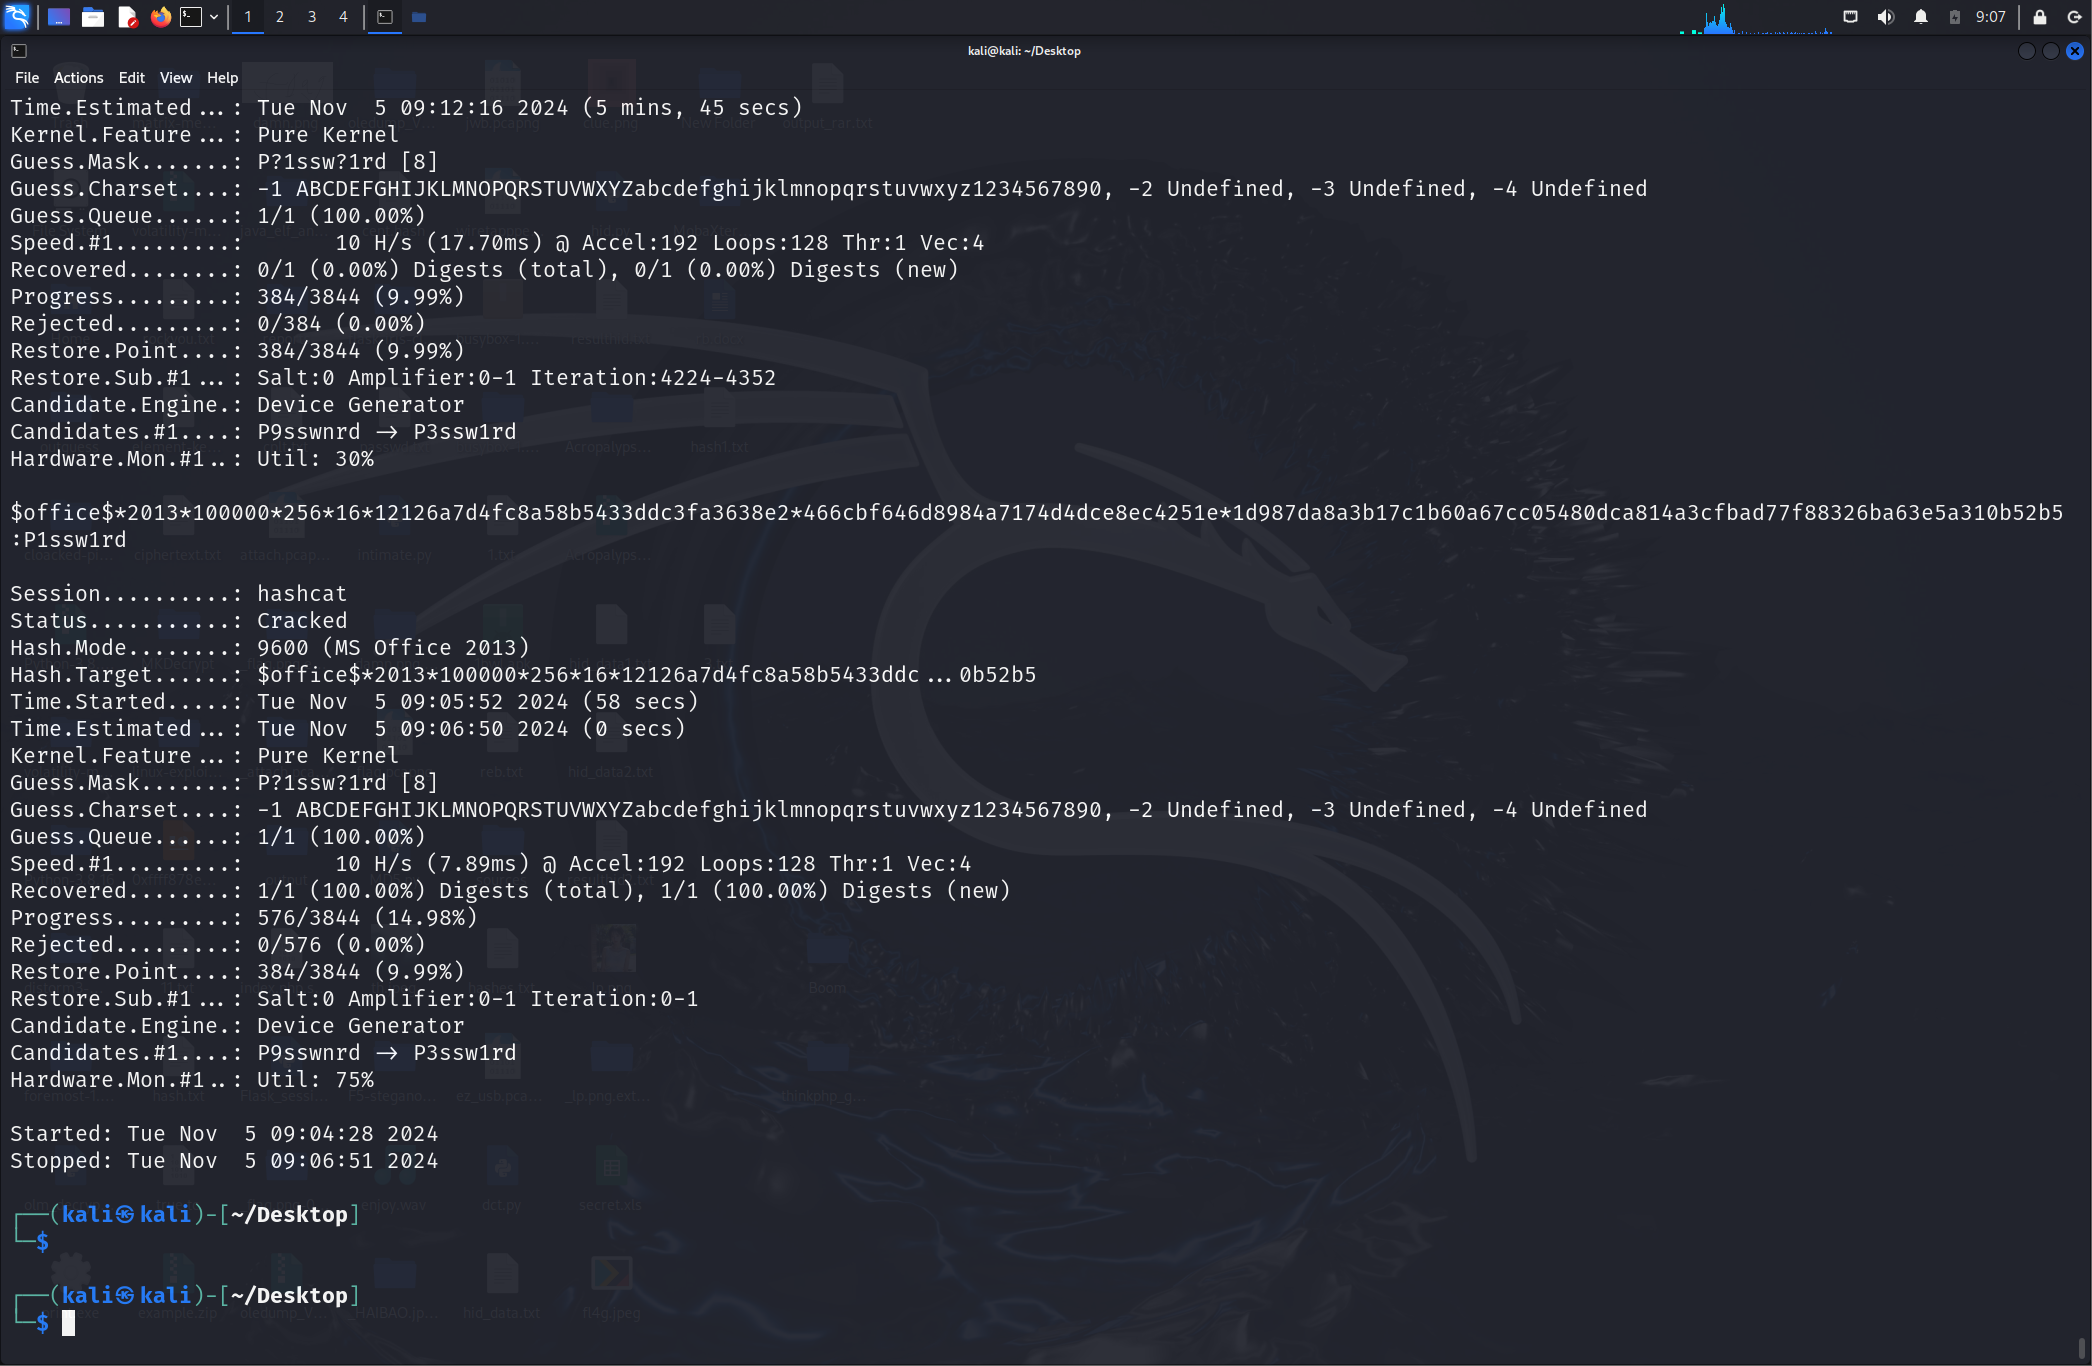 1 2 3 4 9:07
kali@kali: ~/Desktop
File Actions Edit View Help
Time.Estimated...: Tue Nov  5 09:12:16 2024 (5 mins, 45 secs)
Kernel.Feature...: Pure Kernel
Guess.Mask.......: P?1ssw?1rd [8]
Guess.Charset....: -1 ABCDEFGHIJKLMNOPQRSTUVWXYZabcdefghijklmnopqrstuvwxyz1234567890, -2 Undefined, -3 Undefined, -4 Undefined
Guess.Queue......: 1/1 (100.00%)
Speed.#1.........:       10 H/s (17.70ms) @ Accel:192 Loops:128 Thr:1 Vec:4
Recovered........: 0/1 (0.00%) Digests (total), 0/1 (0.00%) Digests (new)
Progress.........: 384/3844 (9.99%)
Rejected.........: 0/384 (0.00%)
Restore.Point....: 384/3844 (9.99%)
Restore.Sub.#1...: Salt:0 Amplifier:0-1 Iteration:4224-4352
Candidate.Engine.: Device Generator
Candidates.#1....: P9sswnrd -> P3ssw1rd
Hardware.Mon.#1..: Util: 30%
$office$*2013*100000*256*16*12126a7d4fc8a58b5433ddc3fa3638e2*466cbf646d8984a7174d4dce8ec4251e*1d987da8a3b17c1b60a67cc05480dca814a3cfbad77f88326ba63e5a310b52b5
:P1ssw1rd
Session..........: hashcat
Status...........: Cracked
Hash.Mode........: 9600 (MS Office 2013)
Hash.Target......: $office$*2013*100000*256*16*12126a7d4fc8a58b5433ddc...0b52b5
Time.Started.....: Tue Nov  5 09:05:52 2024 (58 secs)
Time.Estimated...: Tue Nov  5 09:06:50 2024 (0 secs)
Kernel.Feature...: Pure Kernel
Guess.Mask.......: P?1ssw?1rd [8]
Guess.Charset....: -1 ABCDEFGHIJKLMNOPQRSTUVWXYZabcdefghijklmnopqrstuvwxyz1234567890, -2 Undefined, -3 Undefined, -4 Undefined
Guess.Queue......: 1/1 (100.00%)
Speed.#1.........:       10 H/s (7.89ms) @ Accel:192 Loops:128 Thr:1 Vec:4
Recovered........: 1/1 (100.00%) Digests (total), 1/1 (100.00%) Digests (new)
Progress.........: 576/3844 (14.98%)
Rejected.........: 0/576 (0.00%)
Restore.Point....: 384/3844 (9.99%)
Restore.Sub.#1...: Salt:0 Amplifier:0-1 Iteration:0-1
Candidate.Engine.: Device Generator
Candidates.#1....: P9sswnrd -> P3ssw1rd
Hardware.Mon.#1..: Util: 75%
Started: Tue Nov  5 09:04:28 2024
Stopped: Tue Nov  5 09:06:51 2024
┌──(kali㉿kali)-[~/Desktop]
└─$
┌──(kali㉿kali)-[~/Desktop]
└─$